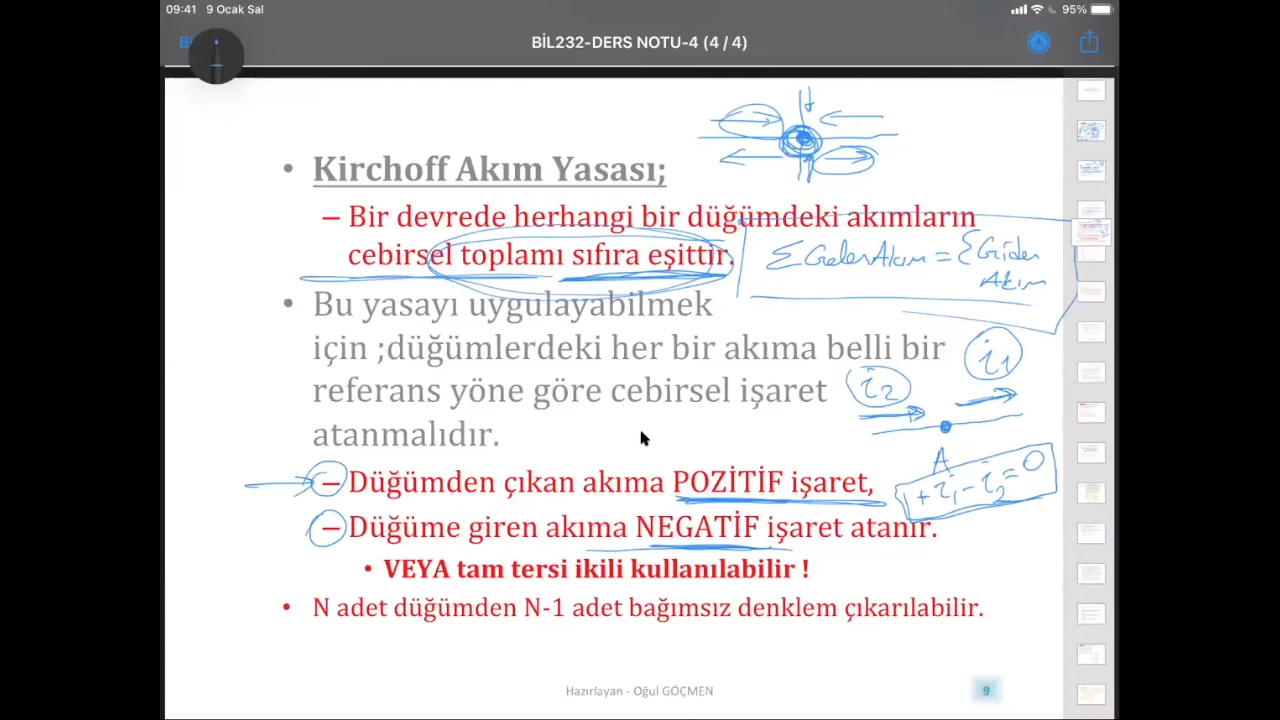 09:41 9 Ocak Sal
95%
BİL232-DERS NOTU-4 (4 / 4)
• Kirchoff Akım Yasası;
– Bir devrede herhangi bir düğümdeki akımların
cebirsel toplamı sıfıra eşittir.
Σ Gelen Akım = Σ Giden
Akım
• Bu yasayı uygulayabilmek
için ;düğümlerdeki her bir akıma belli bir
i1
referans yöne göre cebirsel işaret
i2
atanmalıdır.
A
– Düğümden çıkan akıma POZİTİF işaret,
+ i1 - i2 = 0
– Düğüme giren akıma NEGATİF işaret atanır.
• VEYA tam tersi ikili kullanılabilir !
• N adet düğümden N-1 adet bağımsız denklem çıkarılabilir.
Hazırlayan - Oğul GÖÇMEN
9